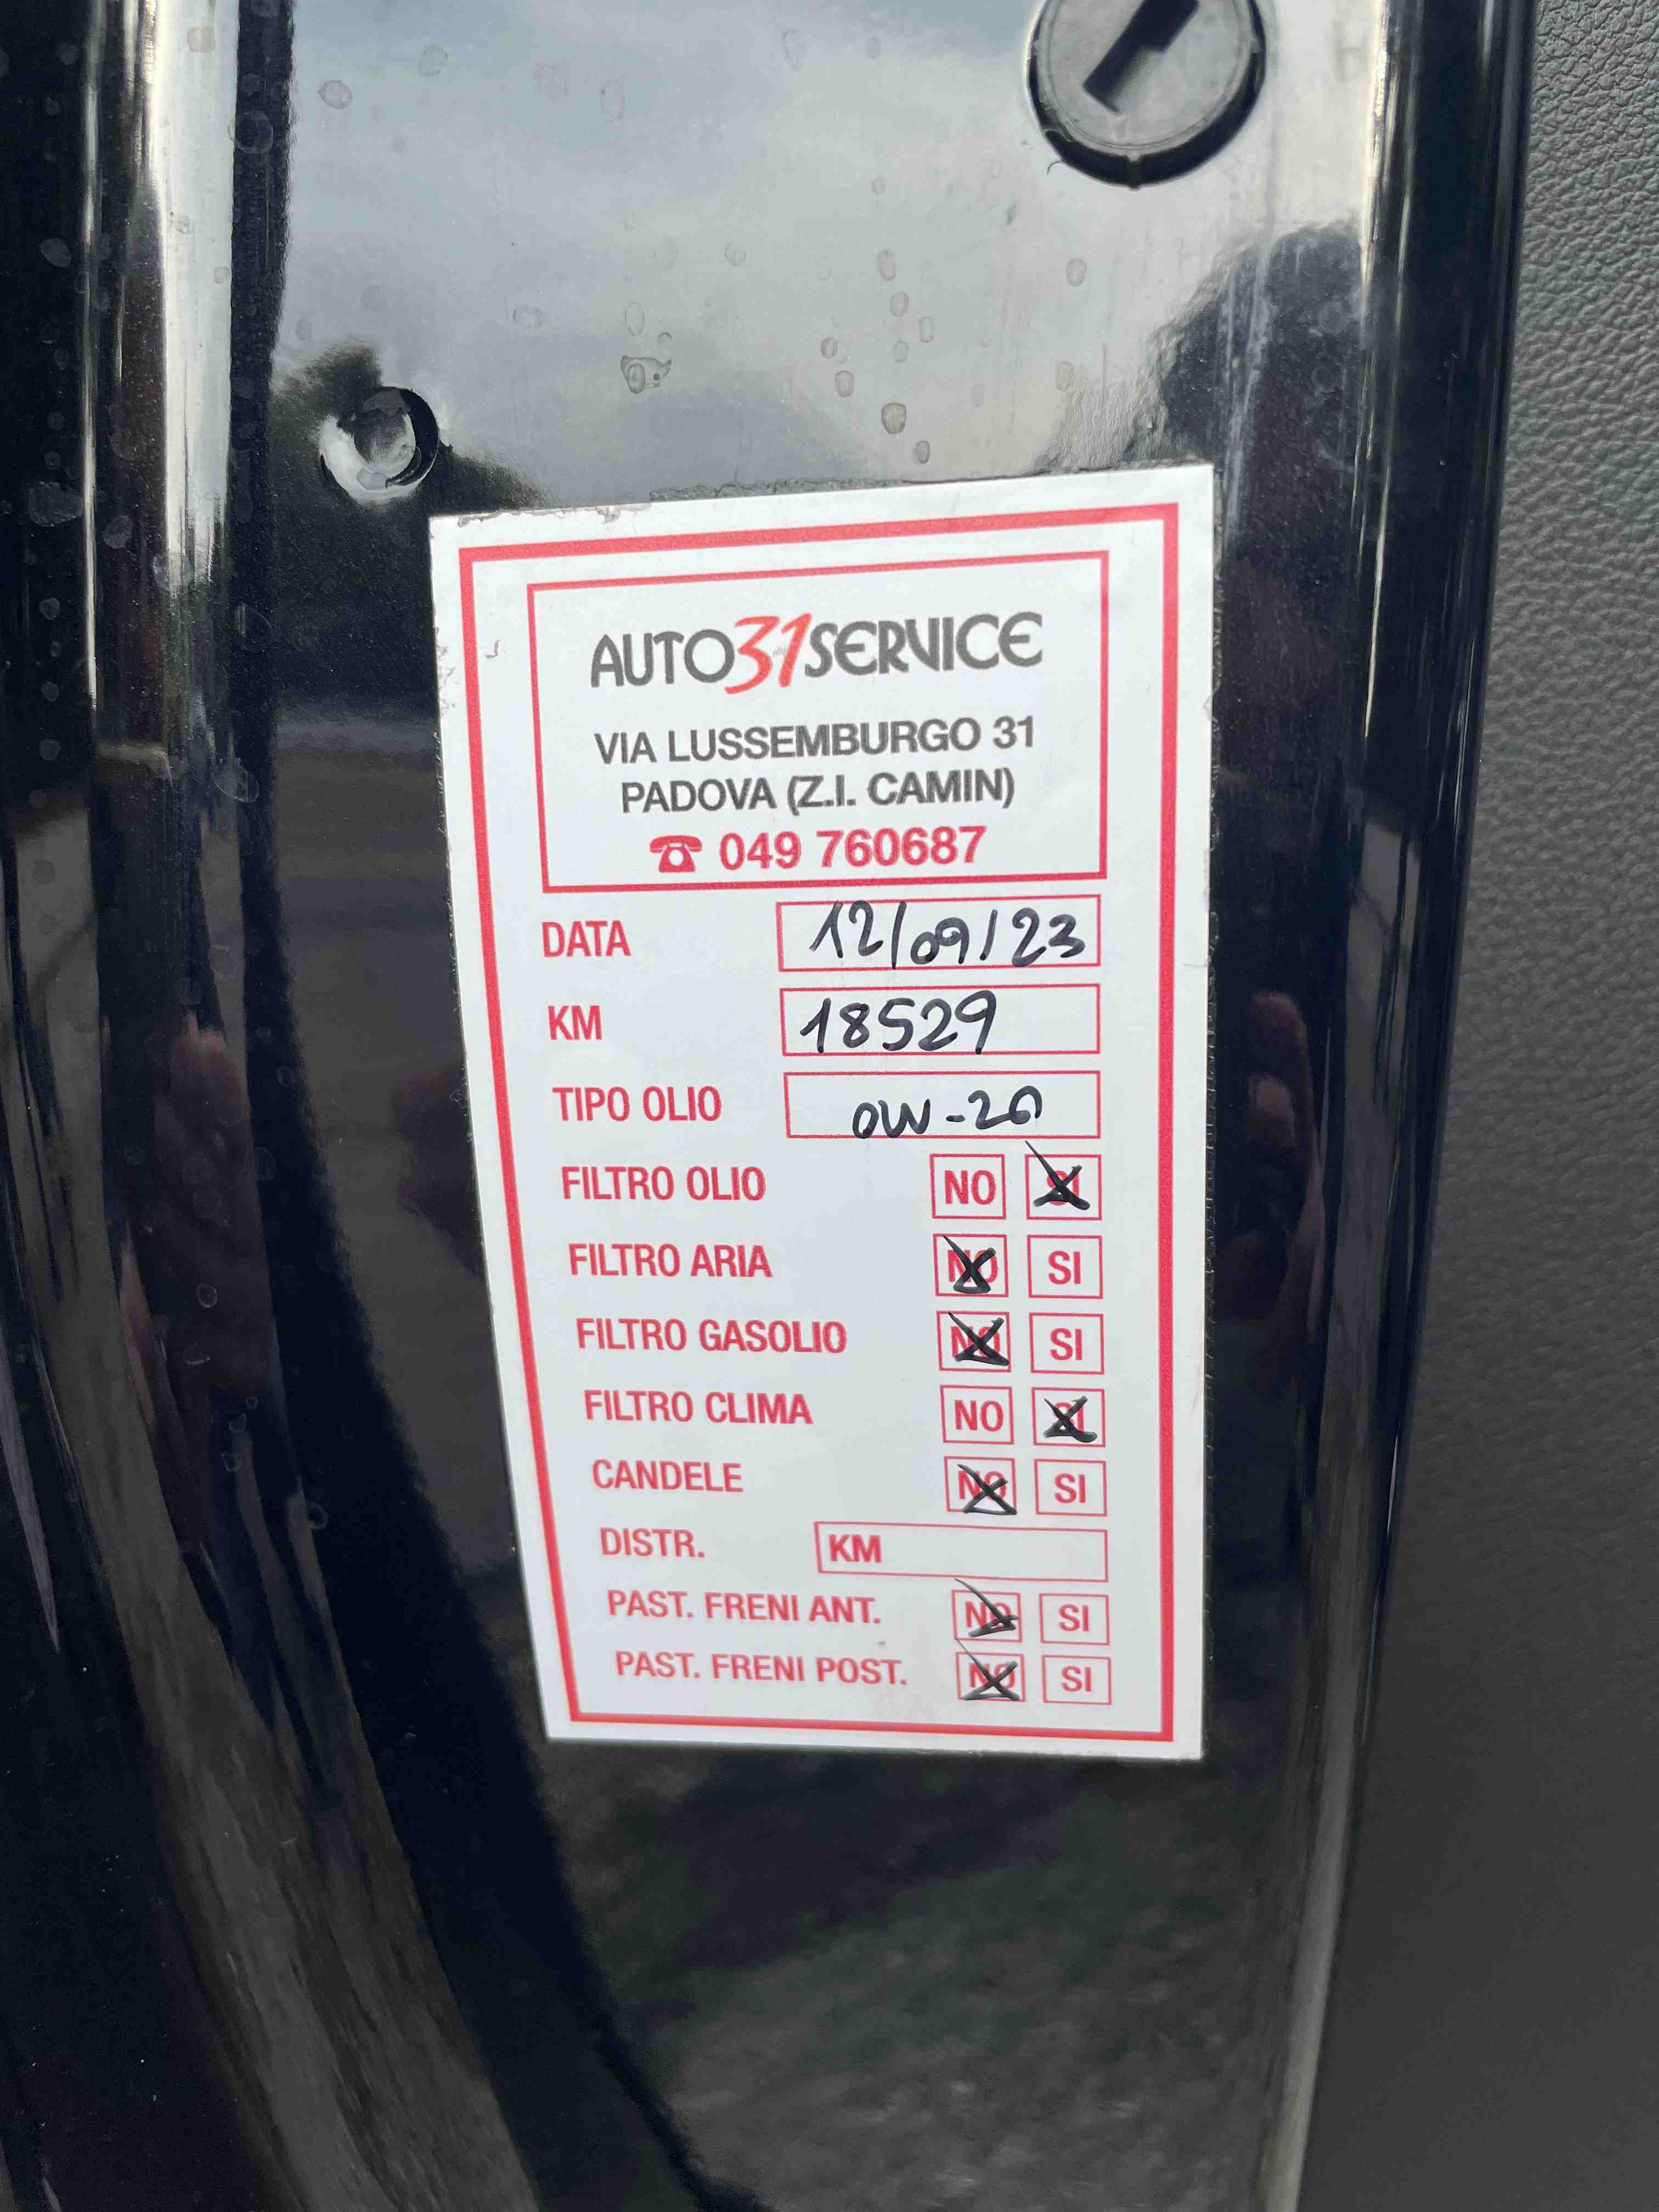 AUTO31SERVICE
VIA LUSSEMBURGO 31
PADOVA (Z.I. CAMIN)
☎ 049 760687
DATA 12/09/23
KM 18529
TIPO OLIO 0W-20
FILTRO OLIO NO SI
FILTRO ARIA NO SI
FILTRO GASOLIO NO SI
FILTRO CLIMA NO SI
CANDELE NO SI
DISTR. KM
PAST. FRENI ANT. NO SI
PAST. FRENI POST. NO SI